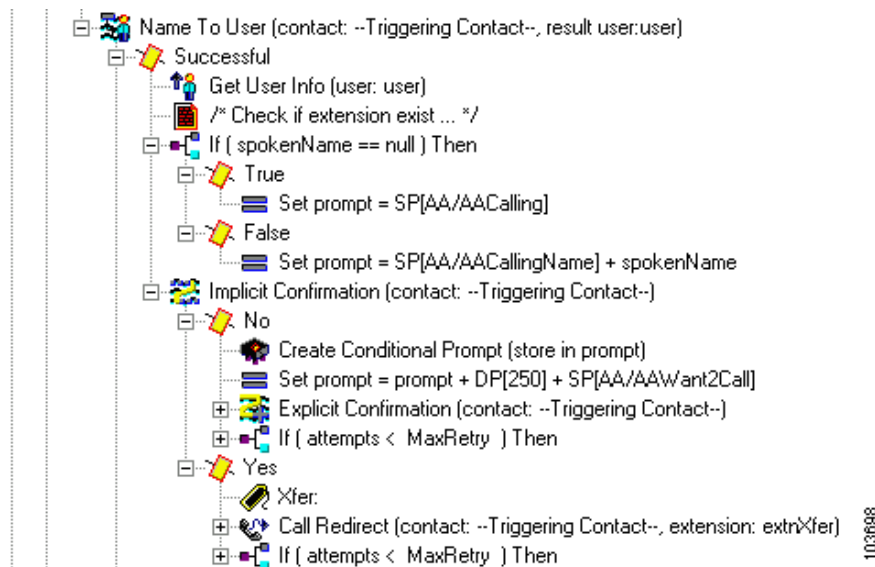 Name To User (contact: --Triggering Contact--, result user:user)
Successful
Get User Info (user: user)
/* Check if extension exist ... */
If ( spokenName == null ) Then
True
Set prompt = SP[AA/AACalling]
False
Set prompt = SP[AA/AACallingName] + spokenName
Implicit Confirmation (contact: --Triggering Contact--)
No
Create Conditional Prompt (store in prompt)
Set prompt = prompt + DP[250] + SP[AA/AAWant2Call]
Explicit Confirmation (contact: --Triggering Contact--)
If ( attempts < MaxRetry ) Then
Yes
Xfer:
Call Redirect (contact: --Triggering Contact--, extension: extnXfer)
If ( attempts < MaxRetry ) Then
103698